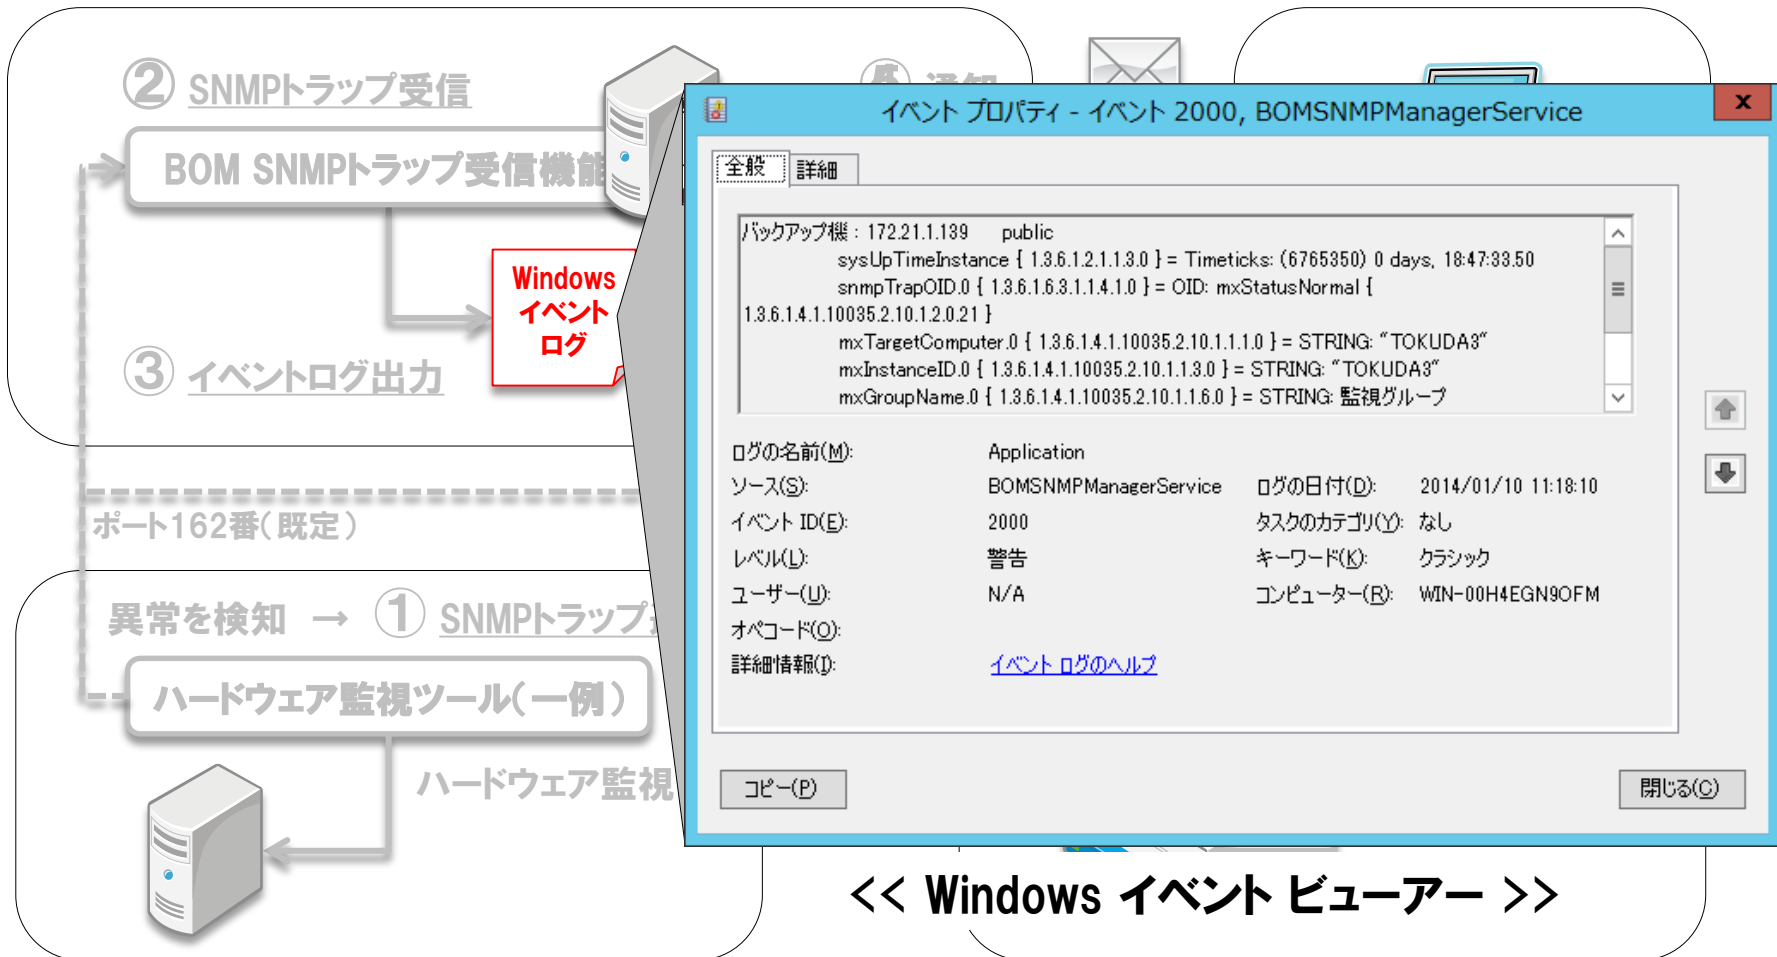 ② SNMPトラップ受信
BOM SNMPトラップ受信機能
Windows
イベント
ログ
③ イベントログ出力
ポート162番(既定)
異常を検知 → ① SNMPトラップ
ハードウェア監視ツール(一例)
ハードウェア監視
イベント プロパティ - イベント 2000, BOMSNMPManagerService
x
全般 詳細
バックアップ機 : 172.21.1.139 public
sysUpTimeInstance { 1.3.6.1.2.1.1.3.0 } = Timeticks: (6765350) 0 days, 18:47:33.50
snmpTrapOID.0 { 1.3.6.1.6.3.1.1.4.1.0 } = OID: mxStatusNormal {
1.3.6.1.4.1.10035.2.10.1.2.0.21 }
mxTargetComputer.0 { 1.3.6.1.4.1.10035.2.10.1.1.1.0 } = STRING: "TOKUDA3"
mxInstanceID.0 { 1.3.6.1.4.1.10035.2.10.1.1.3.0 } = STRING: "TOKUDA3"
mxGroupName.0 { 1.3.6.1.4.1.10035.2.10.1.1.6.0 } = STRING: 監視グループ
ログの名前(M): Application
ソース(S): BOMSNMPManagerService ログの日付(D): 2014/01/10 11:18:10
イベント ID(E): 2000 タスクのカテゴリ(Y): なし
レベル(L): 警告 キーワード(K): クラシック
ユーザー(U): N/A コンピューター(R): WIN-00H4EGN9OFM
オペコード(O):
詳細情報(I): イベント ログのヘルプ
コピー(P) 閉じる(C)
<< Windows イベント ビューアー >>